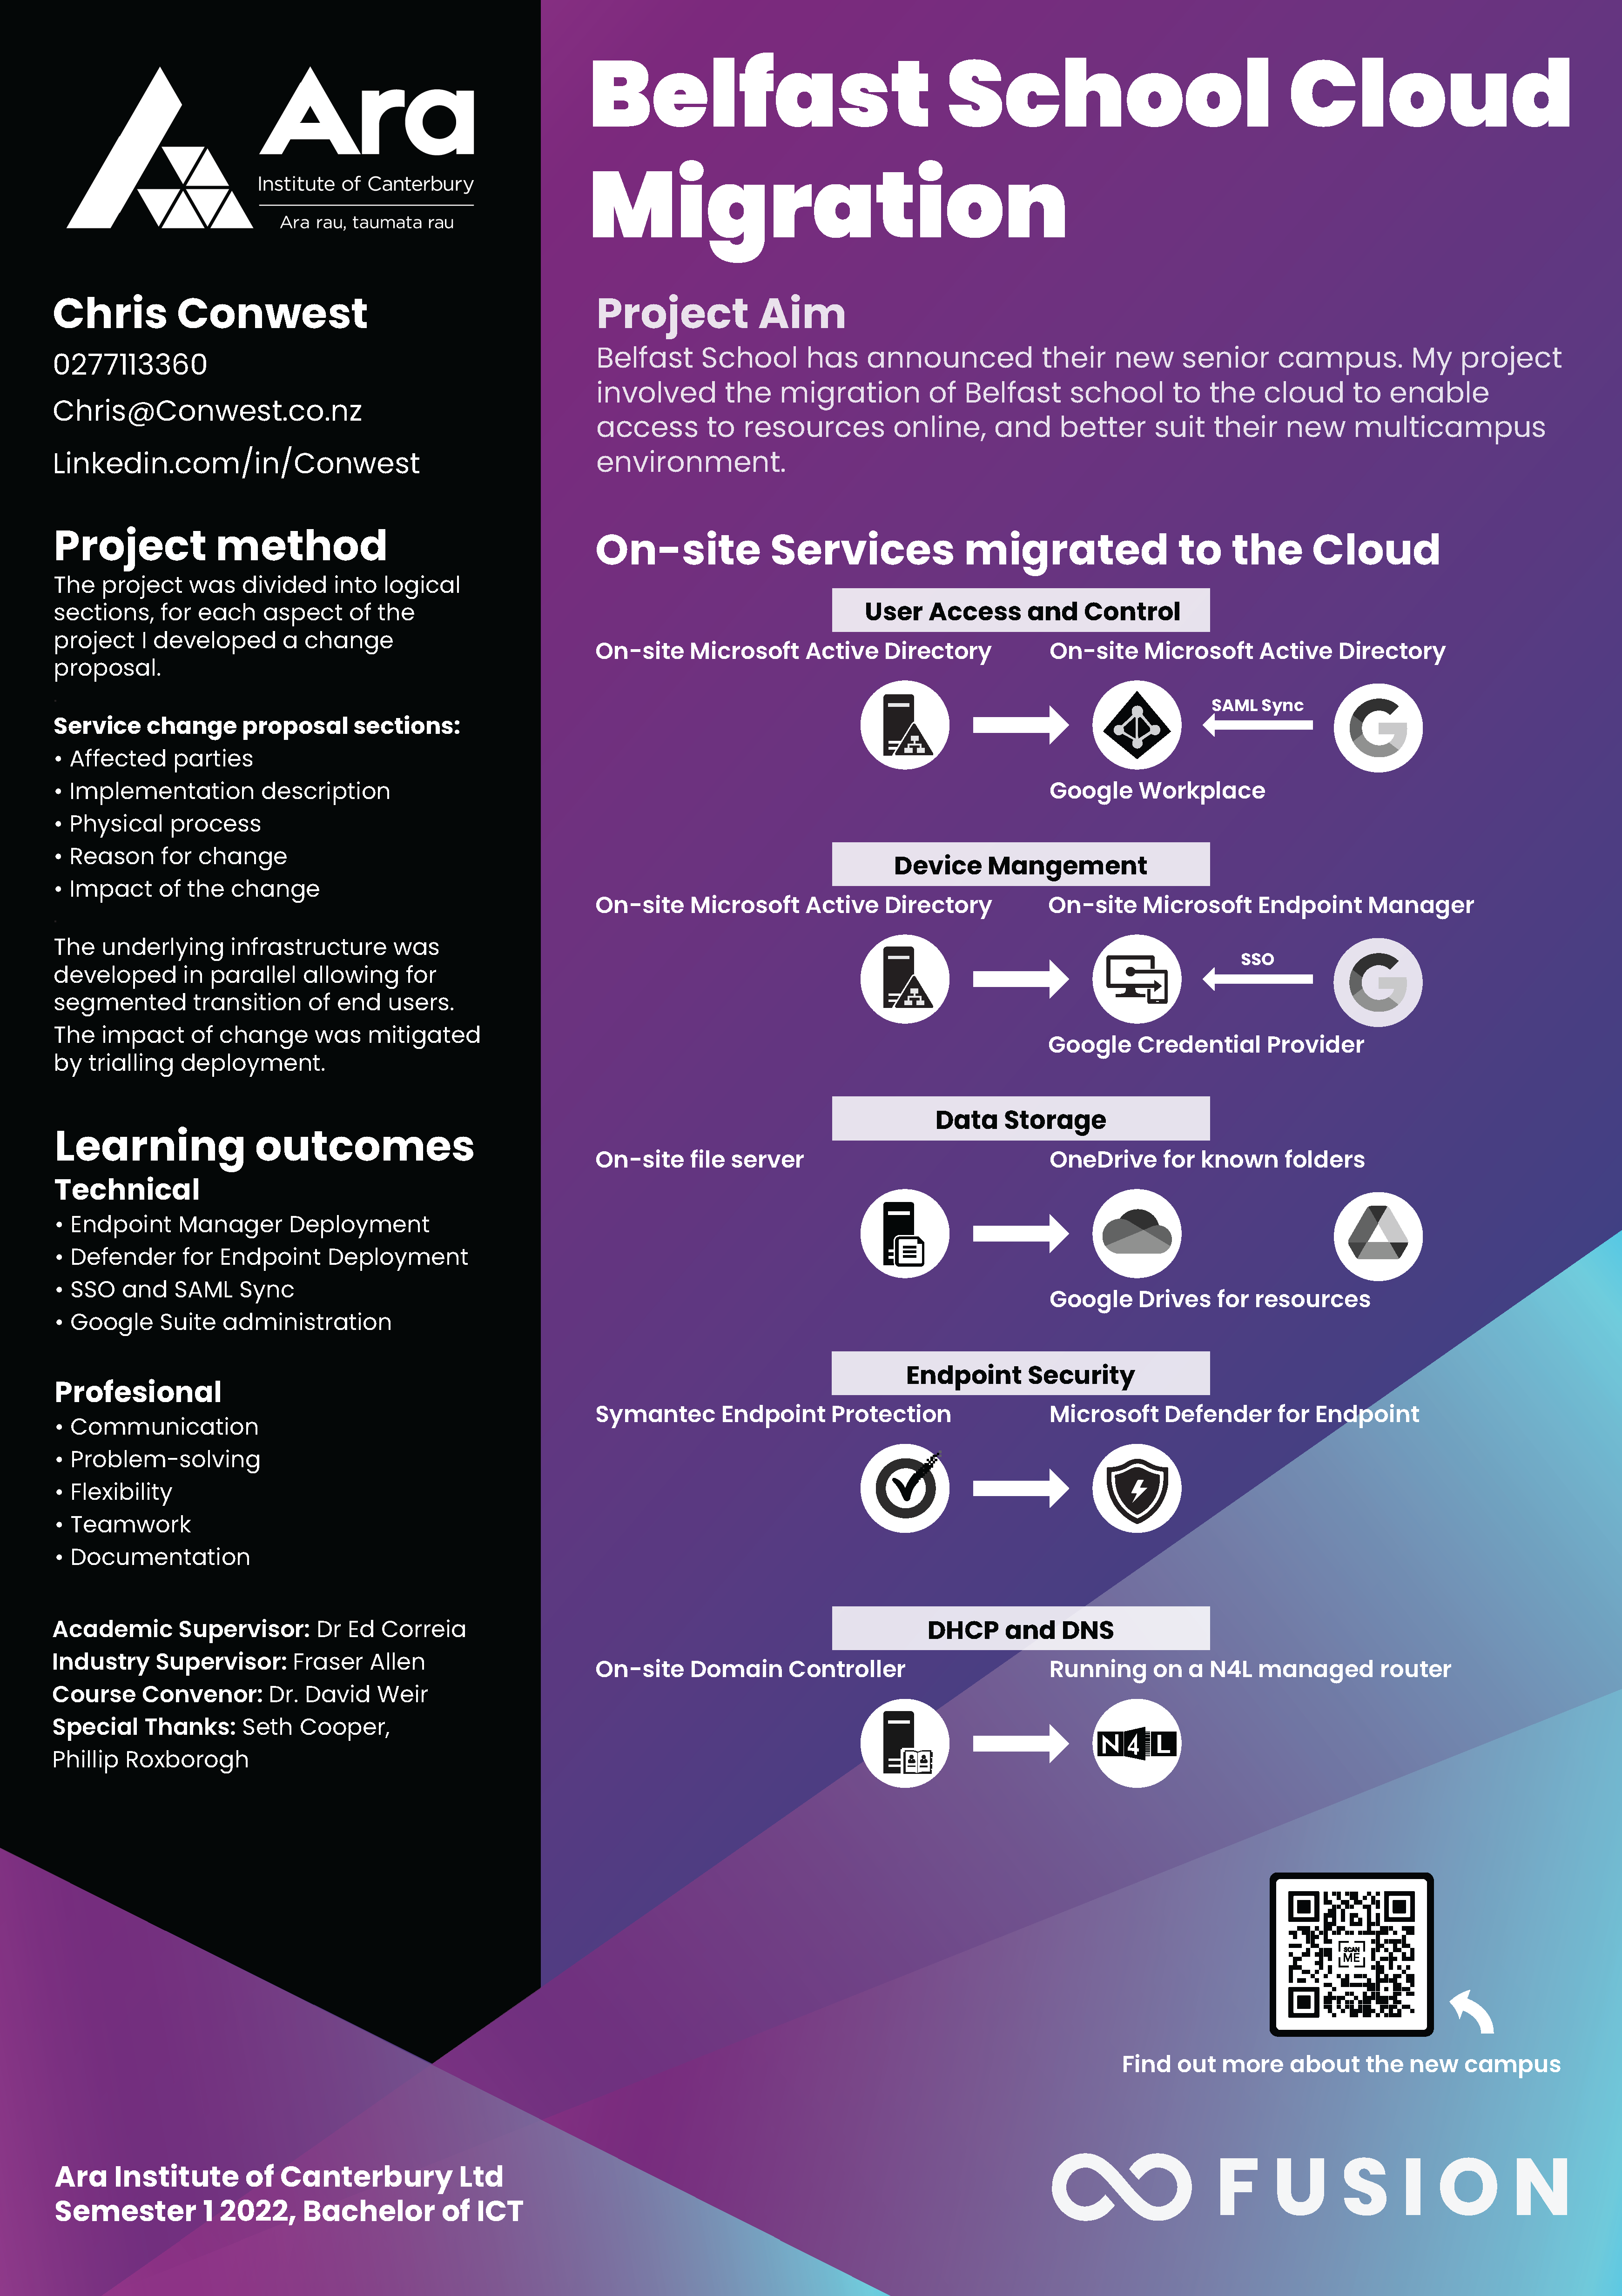 Ara
Institute of Canterbury
Ara rau, taumata rau
Chris Conwest
0277113360
Chris@Conwest.co.nz
Linkedin.com/in/Conwest
Project method
The project was divided into logical
sections, for each aspect of the
project I developed a change
proposal.
Service change proposal sections:
• Affected parties
• Implementation description
• Physical process
• Reason for change
• Impact of the change
The underlying infrastructure was
developed in parallel allowing for
segmented transition of end users.
The impact of change was mitigated
by trialling deployment.
Learning outcomes
Technical
• Endpoint Manager Deployment
• Defender for Endpoint Deployment
• SSO and SAML Sync
• Google Suite administration
Profesional
• Communication
• Problem-solving
• Flexibility
• Teamwork
• Documentation
Academic Supervisor: Dr Ed Correia
Industry Supervisor: Fraser Allen
Course Convenor: Dr. David Weir
Special Thanks: Seth Cooper,
Phillip Roxborogh
Ara Institute of Canterbury Ltd
Semester 1 2022, Bachelor of ICT
Belfast School Cloud
Migration
Project Aim
Belfast School has announced their new senior campus. My project
involved the migration of Belfast school to the cloud to enable
access to resources online, and better suit their new multicampus
environment.
On-site Services migrated to the Cloud
User Access and Control
On-site Microsoft Active Directory
On-site Microsoft Active Directory
SAML Sync
Google Workplace
Device Mangement
On-site Microsoft Active Directory
On-site Microsoft Endpoint Manager
SSO
Google Credential Provider
Data Storage
On-site file server
OneDrive for known folders
Google Drives for resources
Endpoint Security
Symantec Endpoint Protection
Microsoft Defender for Endpoint
DHCP and DNS
On-site Domain Controller
Running on a N4L managed router
N4L
SCAN
ME
Find out more about the new campus
FUSION